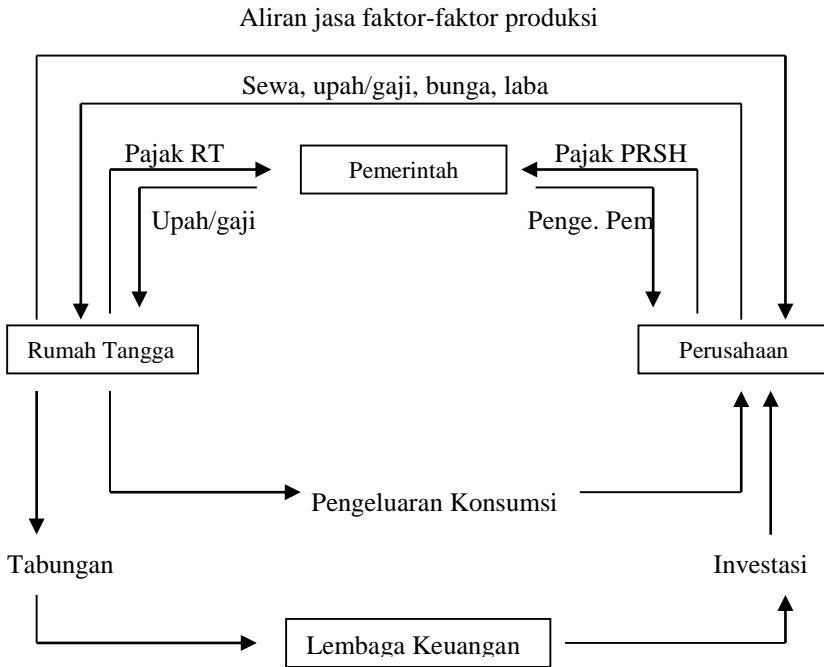 Aliran jasa faktor-faktor produksi
Sewa, upah/gaji, bunga, laba
Pajak RT
Pemerintah
Pajak PRSH
Upah/gaji
Penge. Pem
Rumah Tangga
Perusahaan
Pengeluaran Konsumsi
Tabungan
Investasi
Lembaga Keuangan